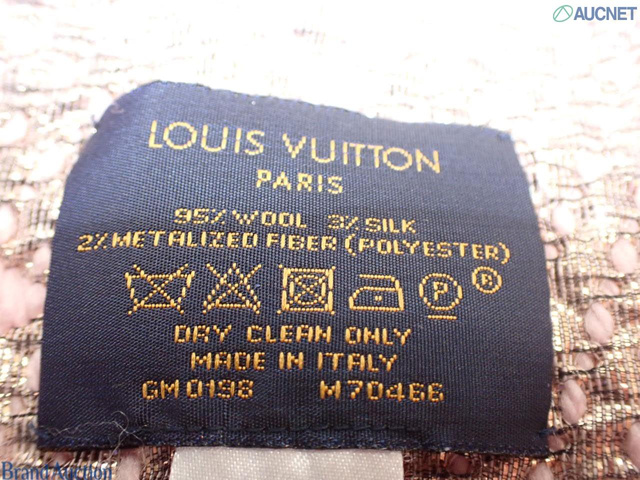 AUCNET
LOUIS VUITTON
PARIS
95% WOOL 3% SILK
2% METALIZED FIBER (POLYESTER)
P ®
DRY CLEAN ONLY
MADE IN ITALY
GM0198 M70466
Brand Auction